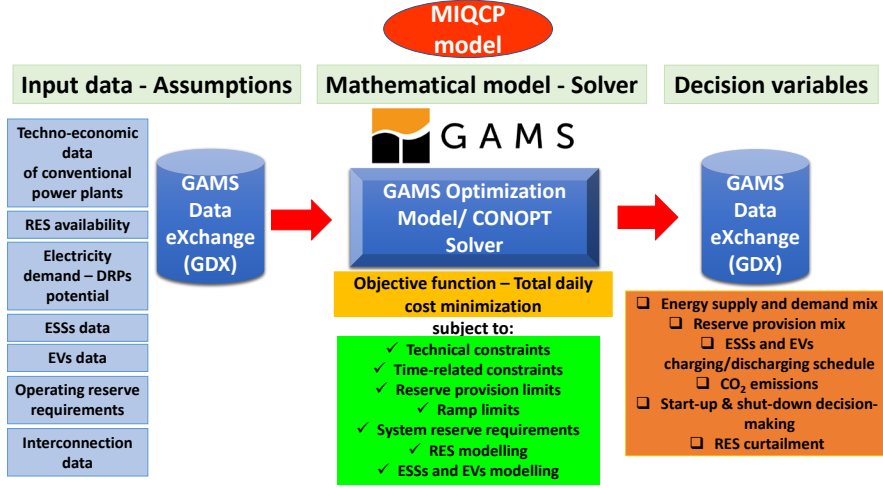 MIQCP
model
Input data - Assumptions
Mathematical model - Solver
Decision variables
Techno-economic
data
of conventional
power plants
RES availability
Electricity
demand – DRPs
potential
ESSs data
EVs data
Operating reserve
requirements
Interconnection
data
GAMS
Data
eXchange
(GDX)
GAMS
GAMS Optimization
Model/ CONOPT
Solver
Objective function – Total daily
cost minimization
subject to:
✓ Technical constraints
✓ Time-related constraints
✓ Reserve provision limits
✓ Ramp limits
✓ System reserve requirements
✓ RES modelling
✓ ESSs and EVs modelling
GAMS
Data
eXchange
(GDX)
❑ Energy supply and demand mix
❑ Reserve provision mix
❑ ESSs and EVs
charging/discharging schedule
❑ CO₂ emissions
❑ Start-up & shut-down decision-
making
❑ RES curtailment